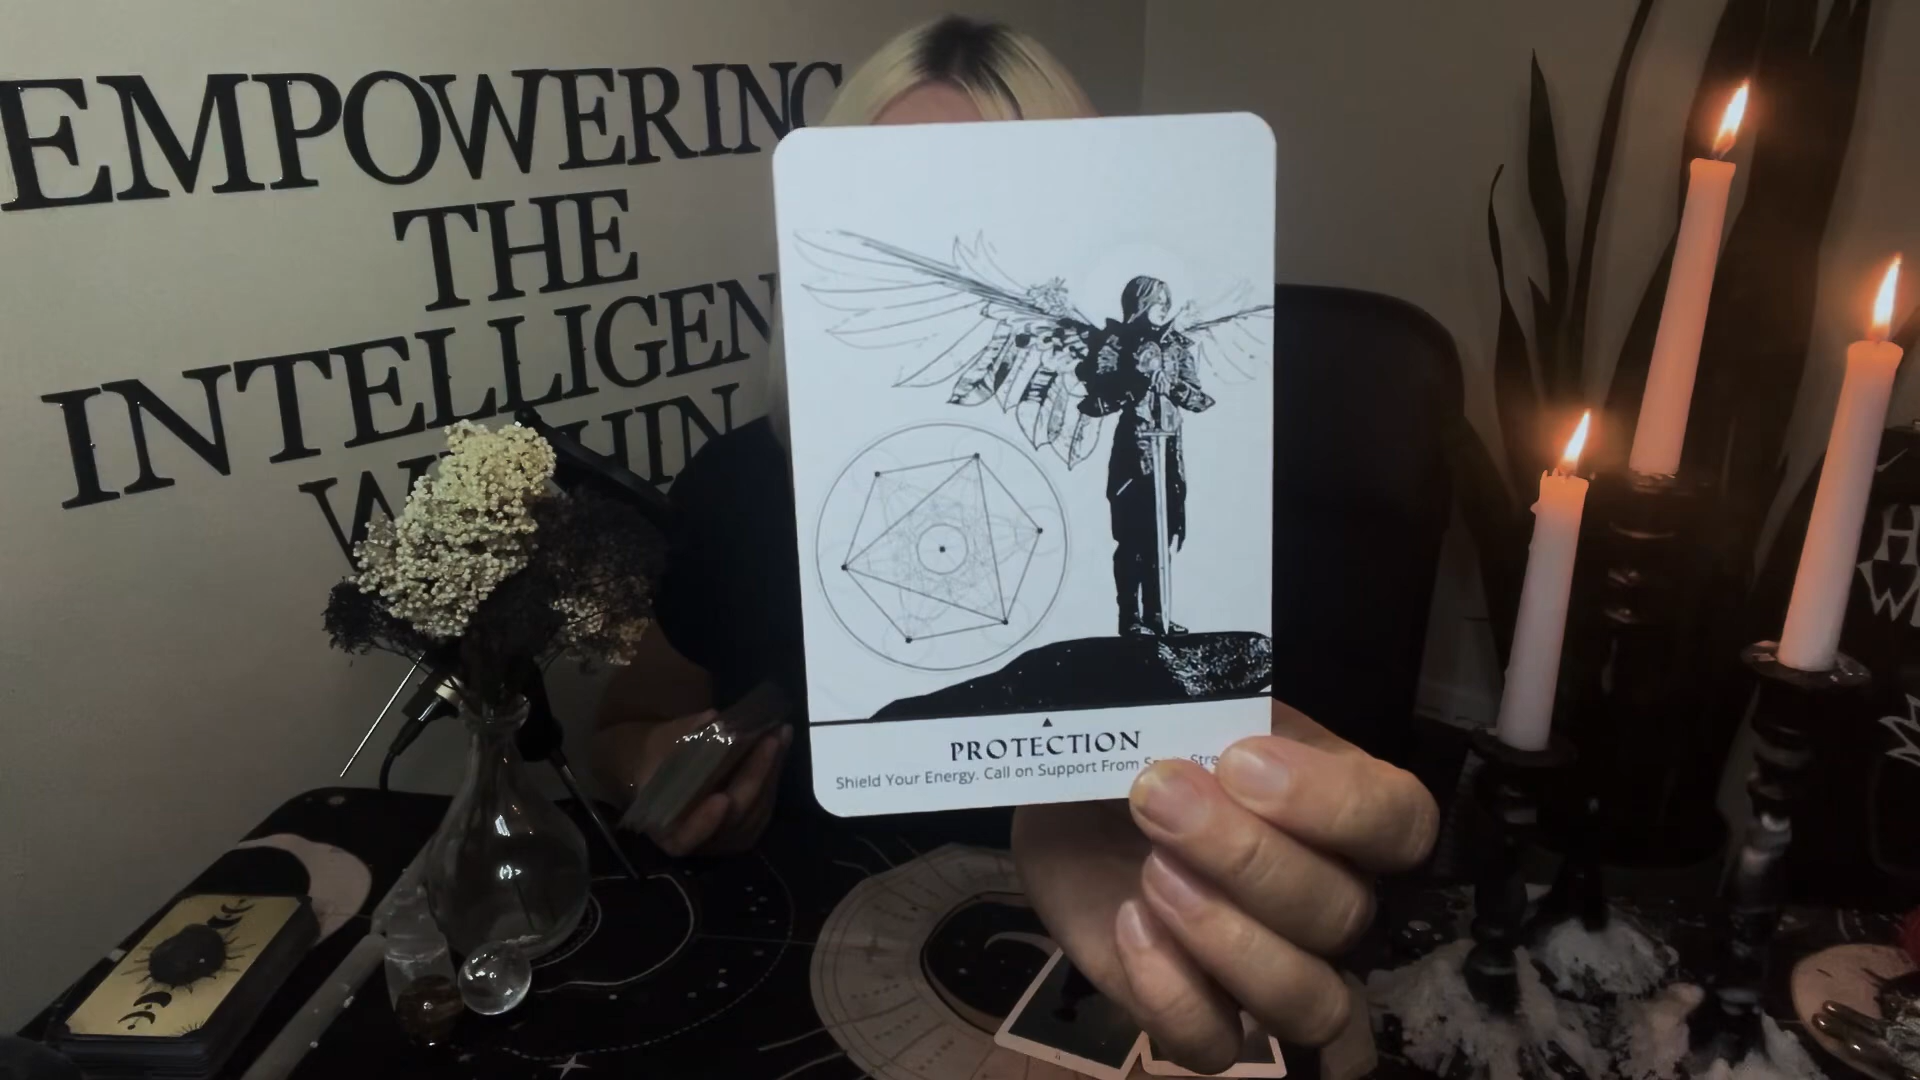 EMPOWERING
THE
INTELLIGEN
PROTECTION
Shield Your Energy. Call on Support From